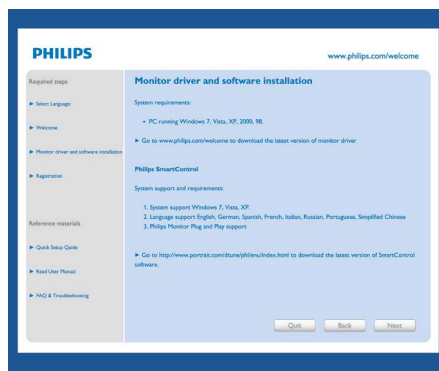 PHILIPS
www.philips.com/welcome
Required steps
► Select Language:
► Welcome
► Monitor driver and software installation
► Registration
Reference materials
► Quick Setup Guide
► Read User Manual
► FAQ & Troubleshooting
Monitor driver and software installation
System requirements:
• PC running Windows 7, Vista, XP, 2000, 98.
► Go to www.philips.com/welcome to download the latest version of monitor driver
Philips SmartControl
System support and requirements:
1. System support Windows 7, Vista, XP.
2. Language support English, German, Spanish, French, Italian, Russian, Portuguese, Simplified Chinese
3. Philips Monitor Plug and Play support
► Go to http://www.portrait.com/dtune/phl/enu/index.html to download the latest version of SmartControl
software.
Quit Back Next